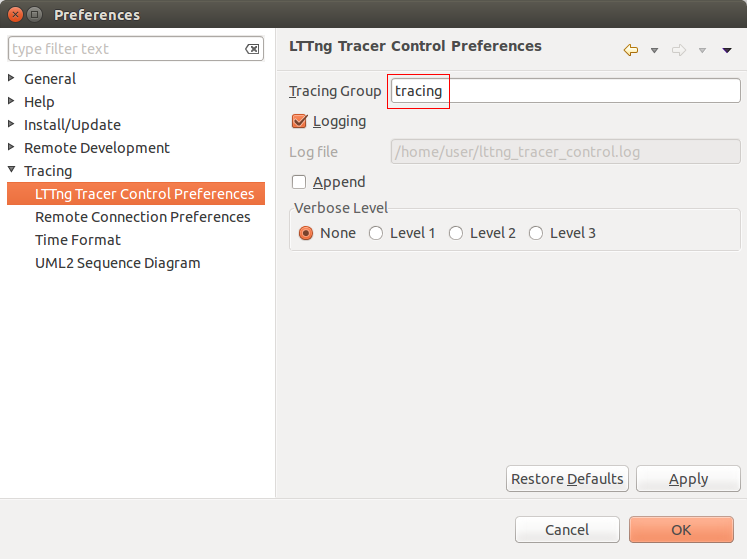 Preferences
type filter text
General
Help
Install/Update
Remote Development
Tracing
LTTng Tracer Control Preferences
Remote Connection Preferences
Time Format
UML2 Sequence Diagram
LTTng Tracer Control Preferences
Tracing Group tracing
Logging
Log file /home/user/lttng_tracer_control.log
Append
Verbose Level
None Level 1 Level 2 Level 3
Restore Defaults Apply
Cancel OK